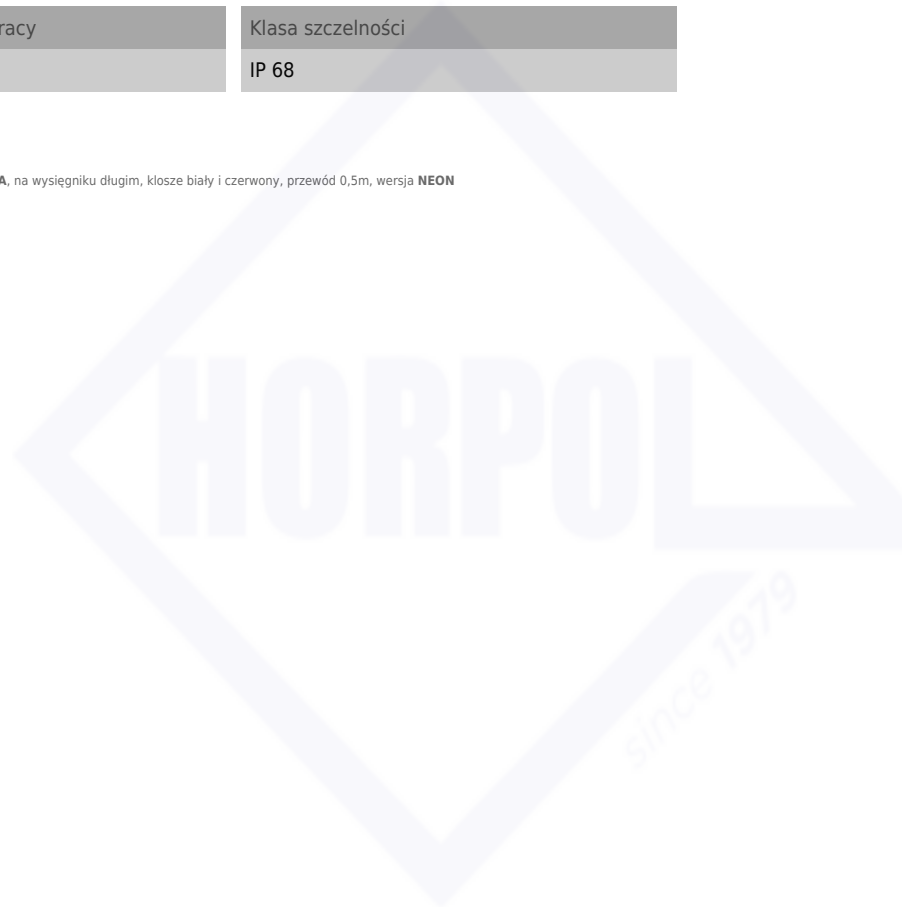 racy
Klasa szczelności
IP 68
A, na wysięgniku długim, klosze biały i czerwony, przewód 0,5m, wersja NEON
HORPOL
since 1979